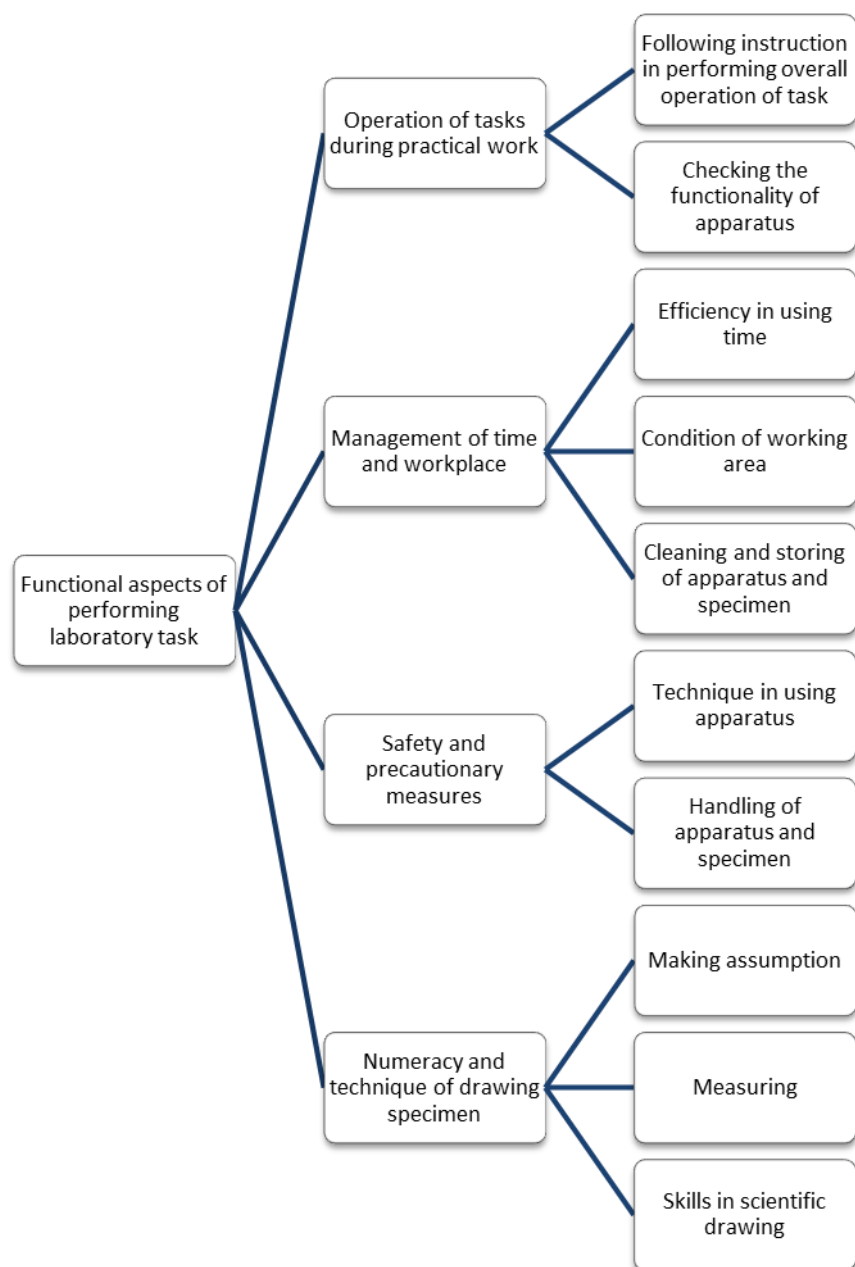 Functional aspects of
performing
laboratory task
Operation of tasks
during practical work
Following instruction
in performing overall
operation of task
Checking the
functionality of
apparatus
Management of time
and workplace
Efficiency in using
time
Condition of working
area
Cleaning and storing
of apparatus and
specimen
Safety and
precautionary
measures
Technique in using
apparatus
Handling of
apparatus and
specimen
Numeracy and
technique of drawing
specimen
Making assumption
Measuring
Skills in scientific
drawing